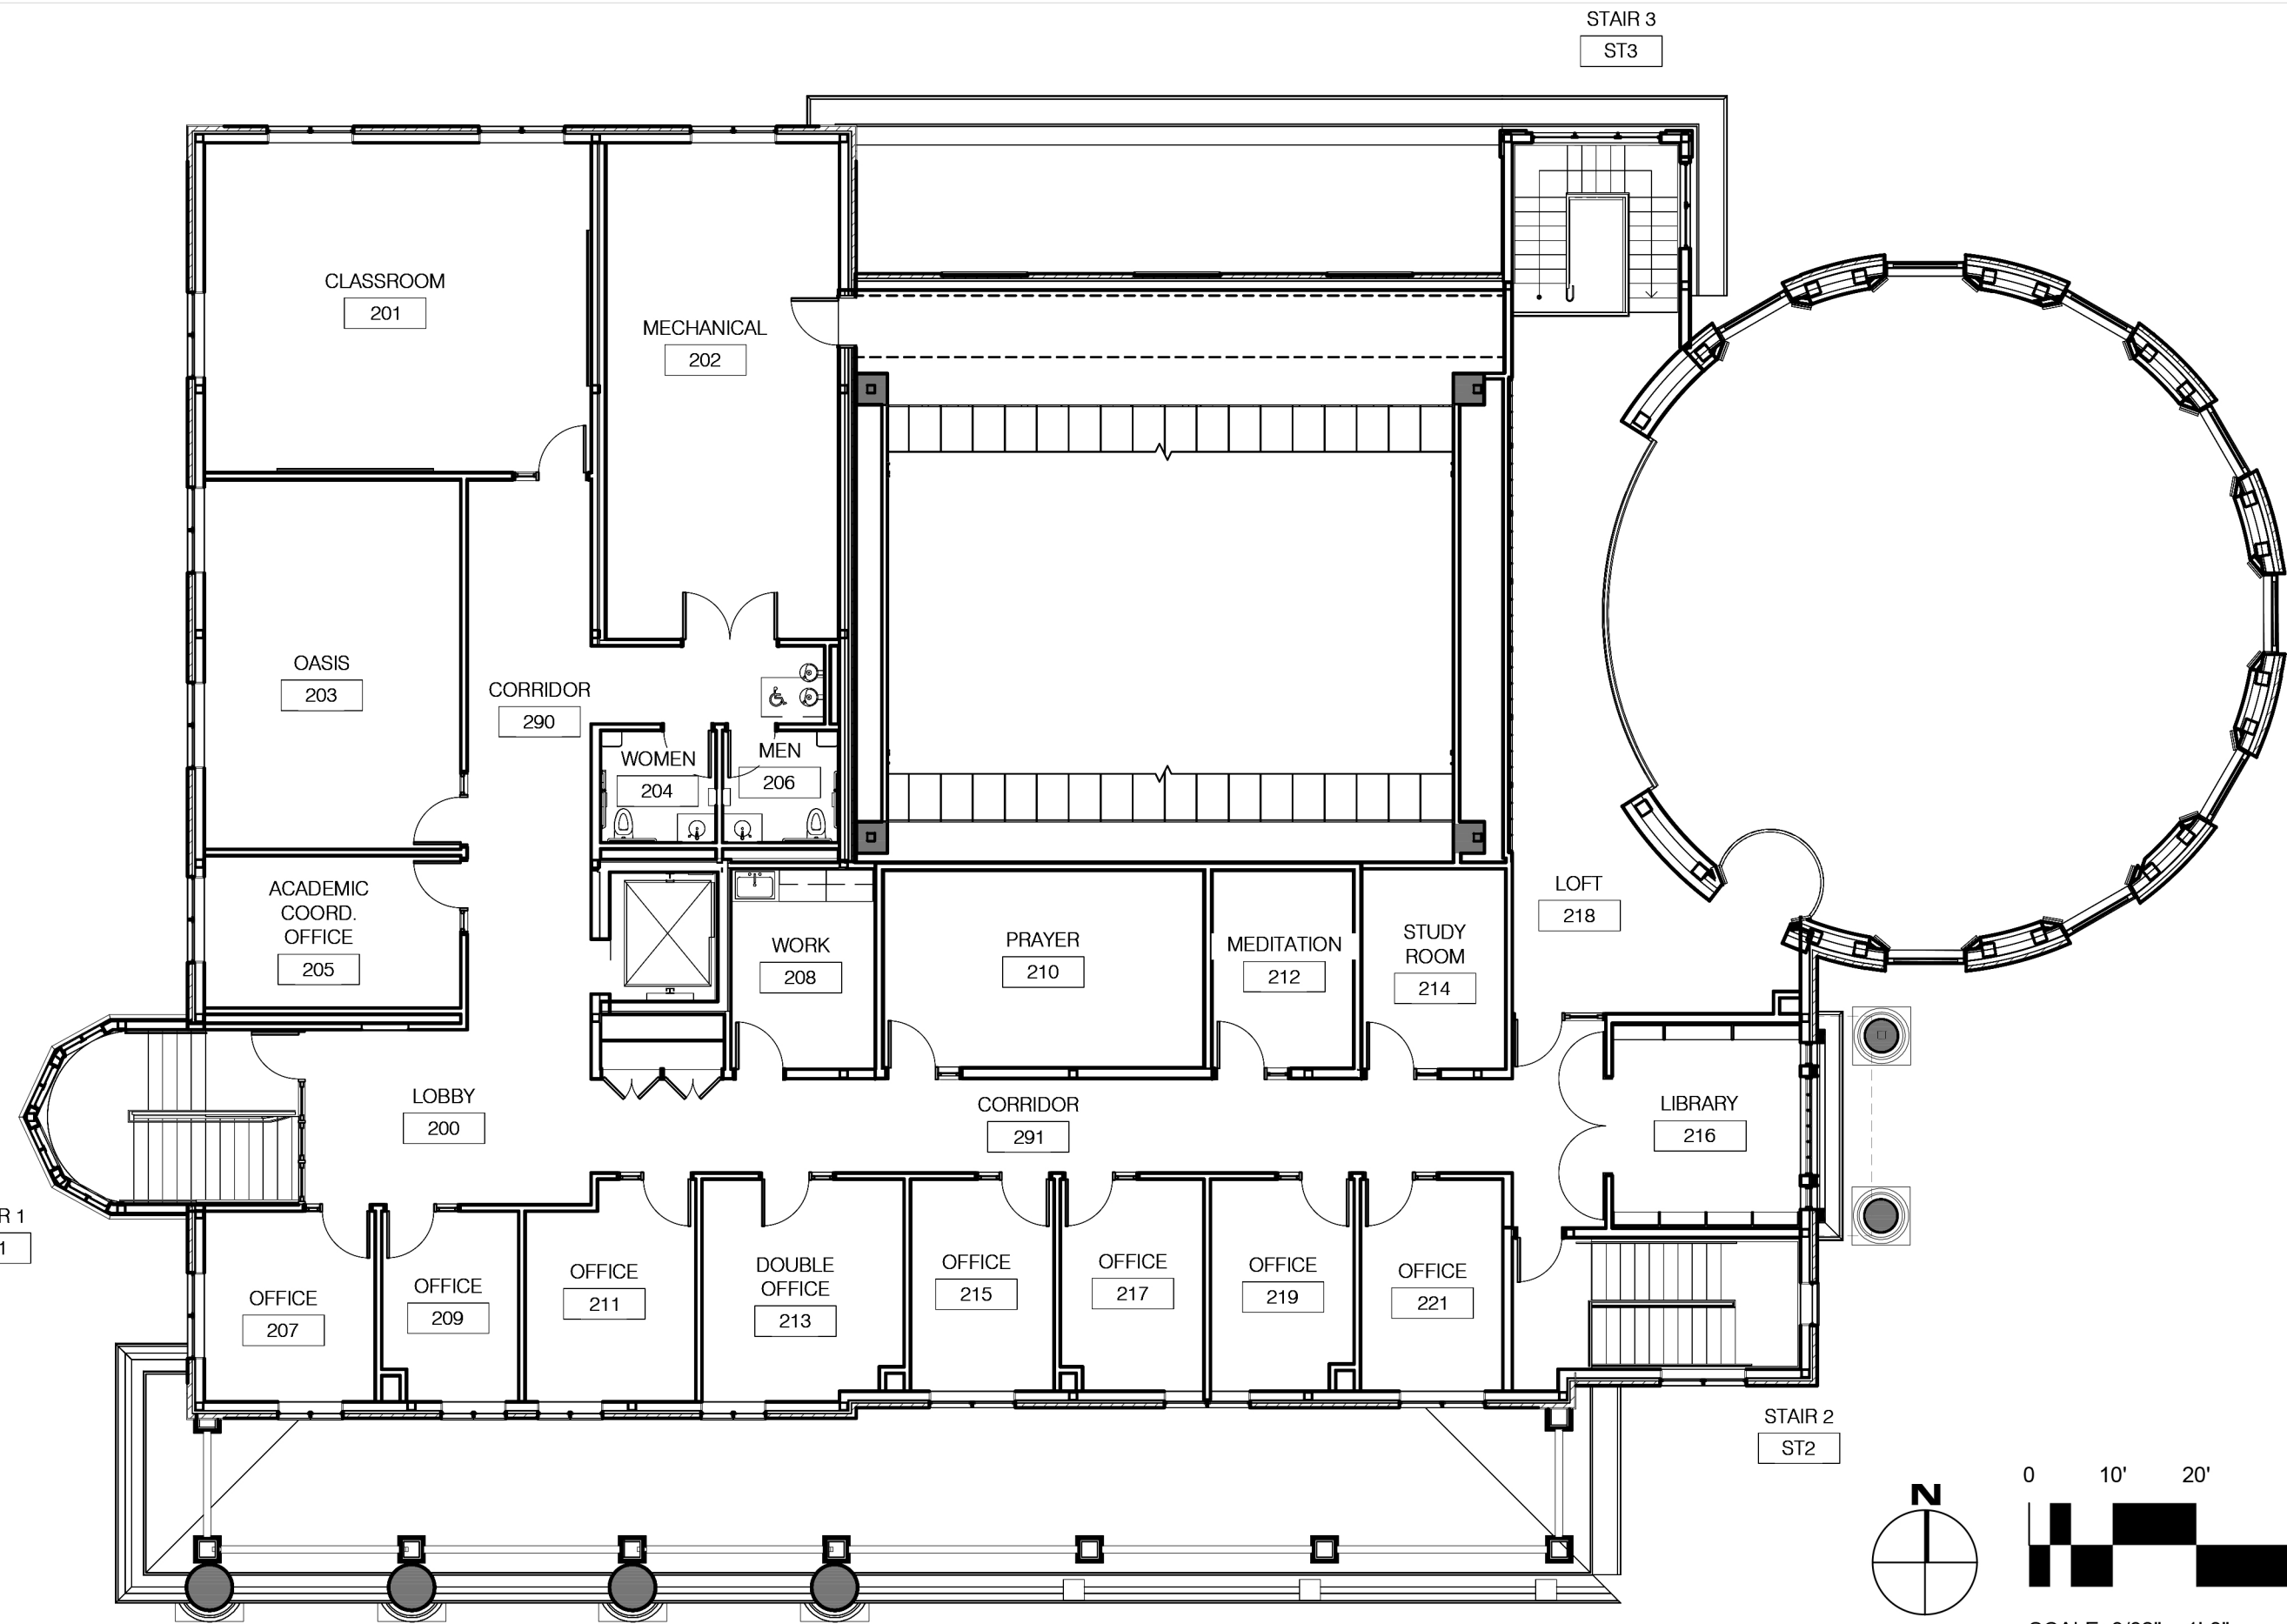 STAIR 3
ST3
CLASSROOM
201
MECHANICAL
202
OASIS
203
CORRIDOR
290
WOMEN
204
MEN
206
ACADEMIC
COORD.
OFFICE
205
WORK
208
PRAYER
210
MEDITATION
212
STUDY
ROOM
214
LOFT
218
LOBBY
200
CORRIDOR
291
LIBRARY
216
R 1
1
OFFICE
207
OFFICE
209
OFFICE
211
DOUBLE
OFFICE
213
OFFICE
215
OFFICE
217
OFFICE
219
OFFICE
221
STAIR 2
ST2
N
0 10' 20'